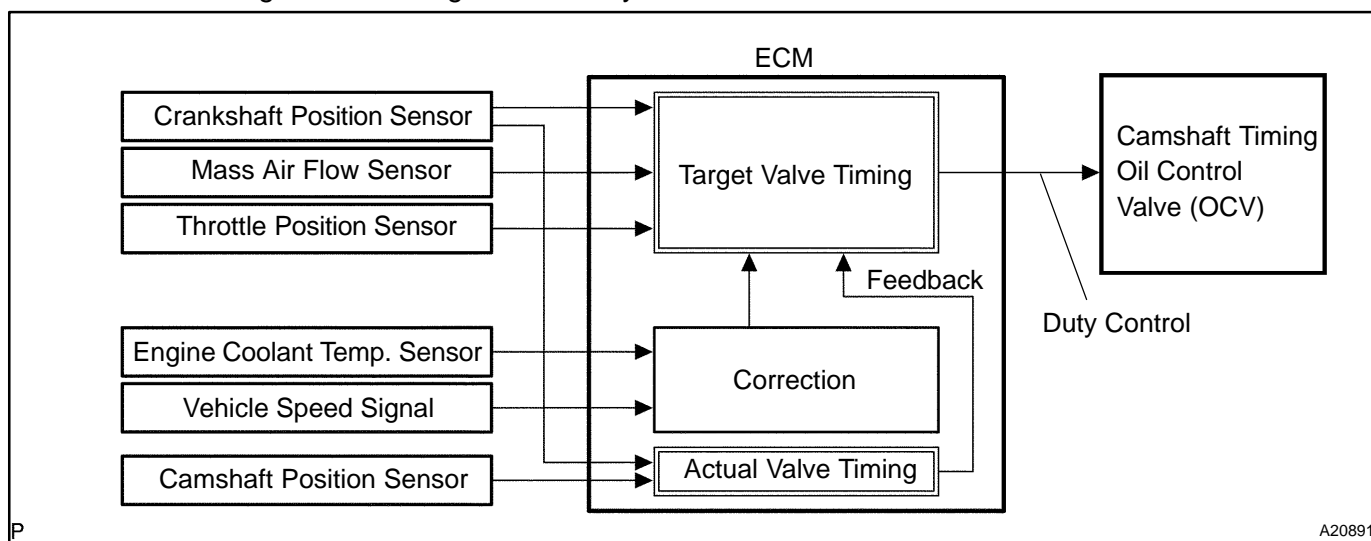 ECM
Crankshaft Position Sensor
Mass Air Flow Sensor
Throttle Position Sensor
Engine Coolant Temp. Sensor
Vehicle Speed Signal
Camshaft Position Sensor
Target Valve Timing
Feedback
Correction
Actual Valve Timing
Camshaft Timing
Oil Control
Valve (OCV)
Duty Control
P
A20891